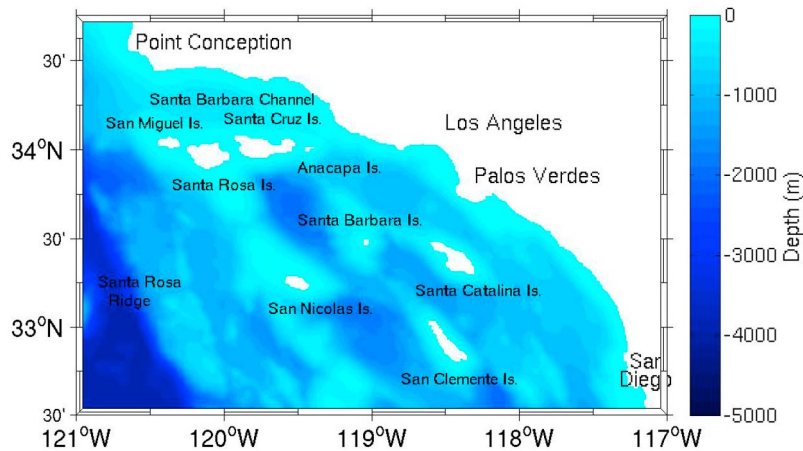 Point Conception
Santa Barbara Channel
San Miguel Is.
Santa Cruz Is.
Los Angeles
Anacapa Is.
Palos Verdes
Santa Rosa Is.
Santa Barbara Is.
Santa Rosa
Ridge
Santa Catalina Is.
San Nicolas Is.
San Clemente Is.
San
Diego
30'
34°N
30'
33°N
30'
121°W
120°W
119°W
118°W
117°W
0
-1000
-2000
-3000
-4000
-5000
Depth (m)